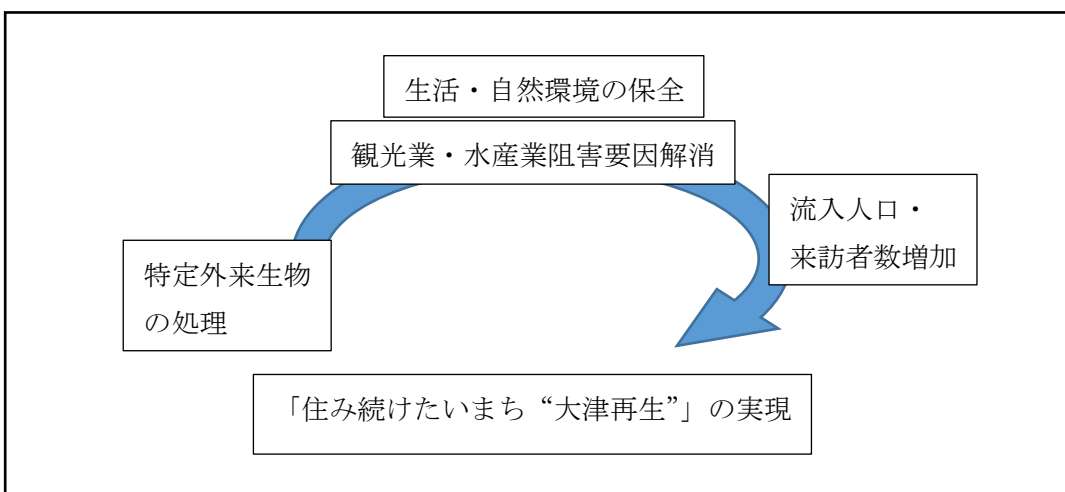 生活・自然環境の保全
観光業・水産業阻害要因解消
流入人口・
来訪者数増加
特定外来生物
の処理
「住み続けたいまち“大津再生”」の実現